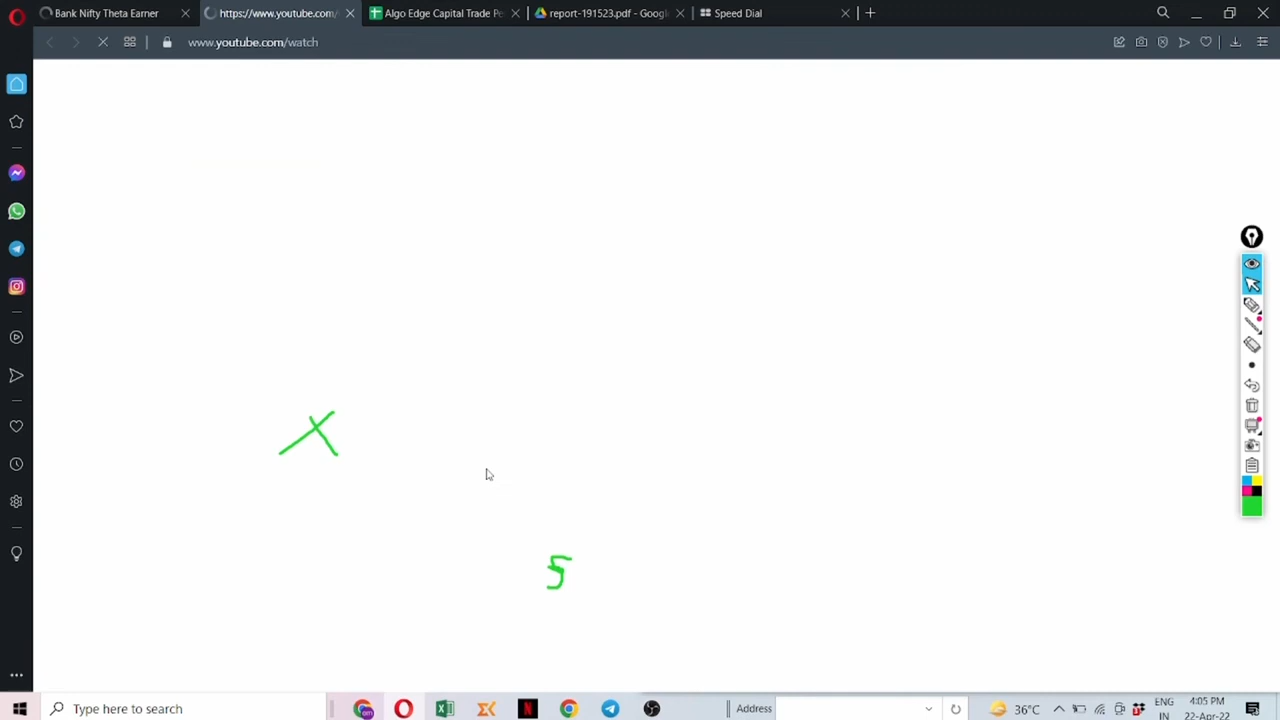 Bank Nifty Theta Earner
https://www.youtube.com/
Algo Edge Capital Trade Pe
report-191523.pdf - Googl
Speed Dial
www.youtube.com/watch
X
5
Type here to search
Address
36°C
ENG
IN
4:05 PM
22-Apr-22